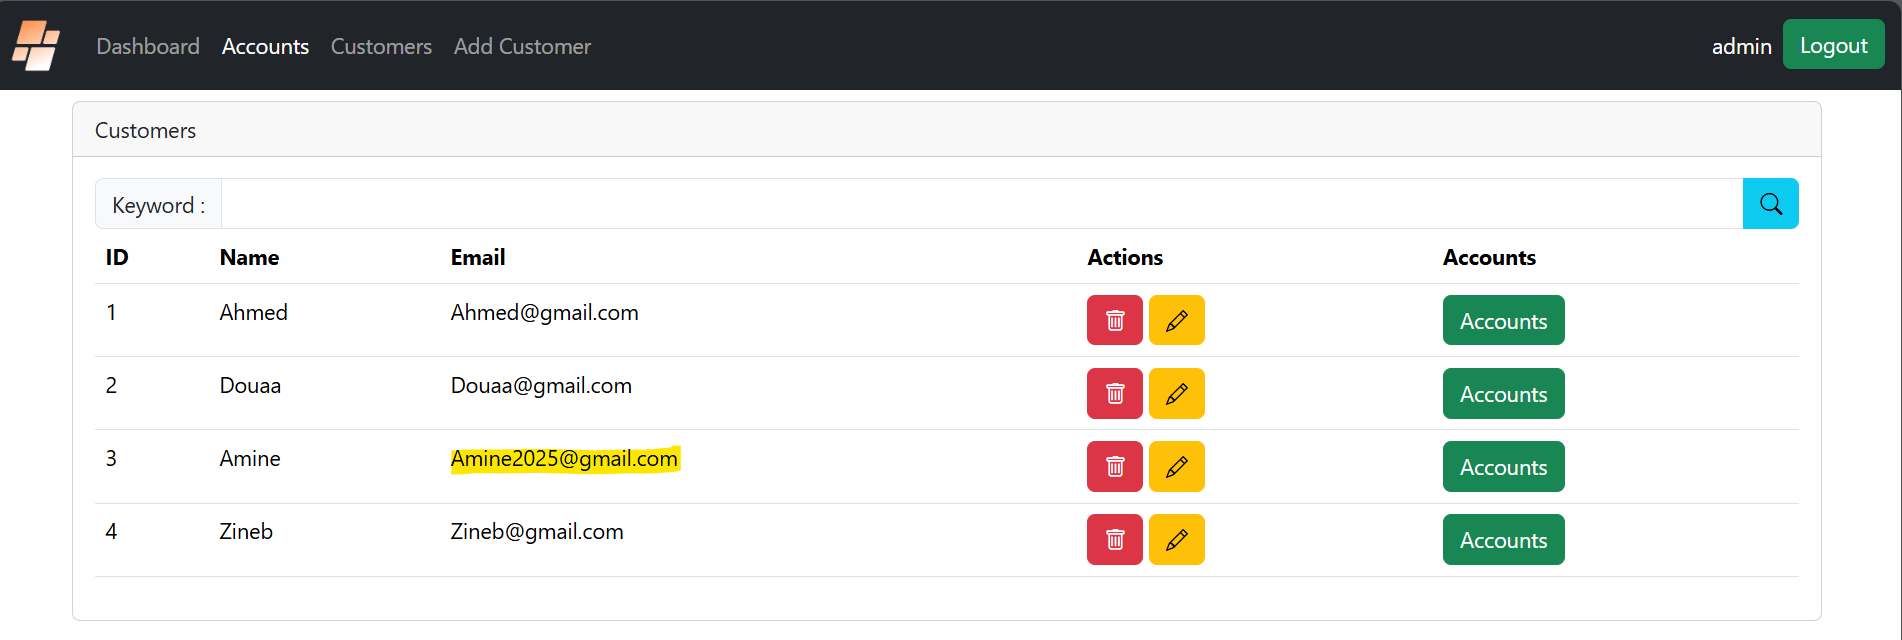 Dashboard Accounts Customers Add Customer admin Logout
Customers
Keyword :
ID Name Email Actions Accounts
1 Ahmed Ahmed@gmail.com Accounts
2 Douaa Douaa@gmail.com Accounts
3 Amine Amine2025@gmail.com Accounts
4 Zineb Zineb@gmail.com Accounts